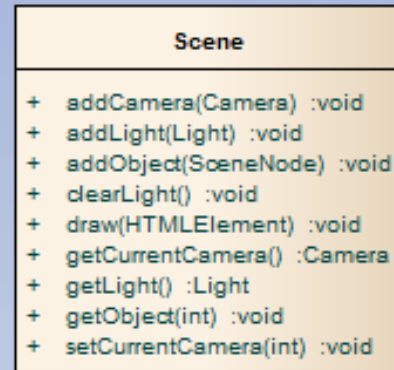 Scene
+ addCamera(Camera) :void
+ addLight(Light) :void
+ addObject(SceneNode) :void
+ clearLight() :void
+ draw(HTMLElement) :void
+ getCurrentCamera() :Camera
+ getLight() :Light
+ getObject(int) :void
+ setCurrentCamera(int) :void